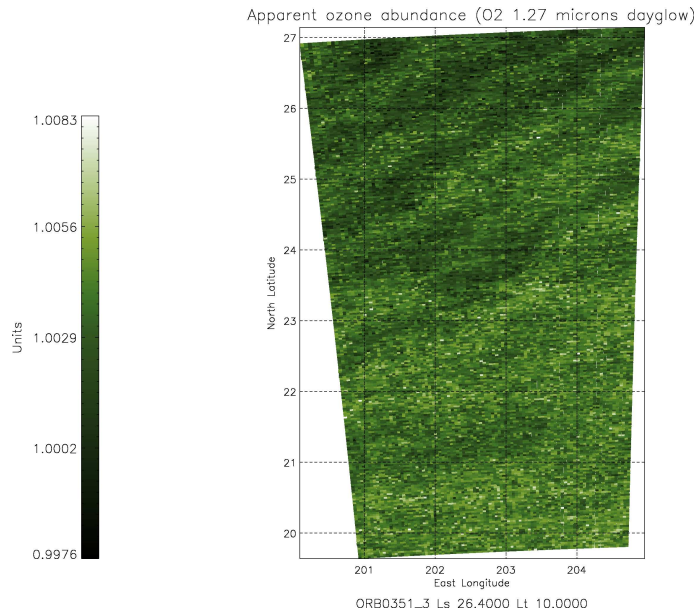 Apparent ozone abundance (O2 1.27 microns dayglow)
27
26
25
24
23
22
21
20
North Latitude
201 202 203 204
East Longitude
ORB0351_3 Ls 26.4000 Lt 10.0000
1.0083
1.0056
1.0029
1.0002
0.9976
Units